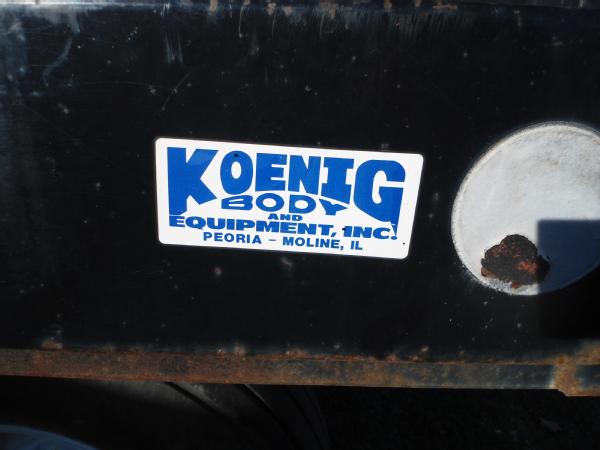 KOENIG
BODY
AND
EQUIPMENT, INC.
PEORIA - MOLINE, IL